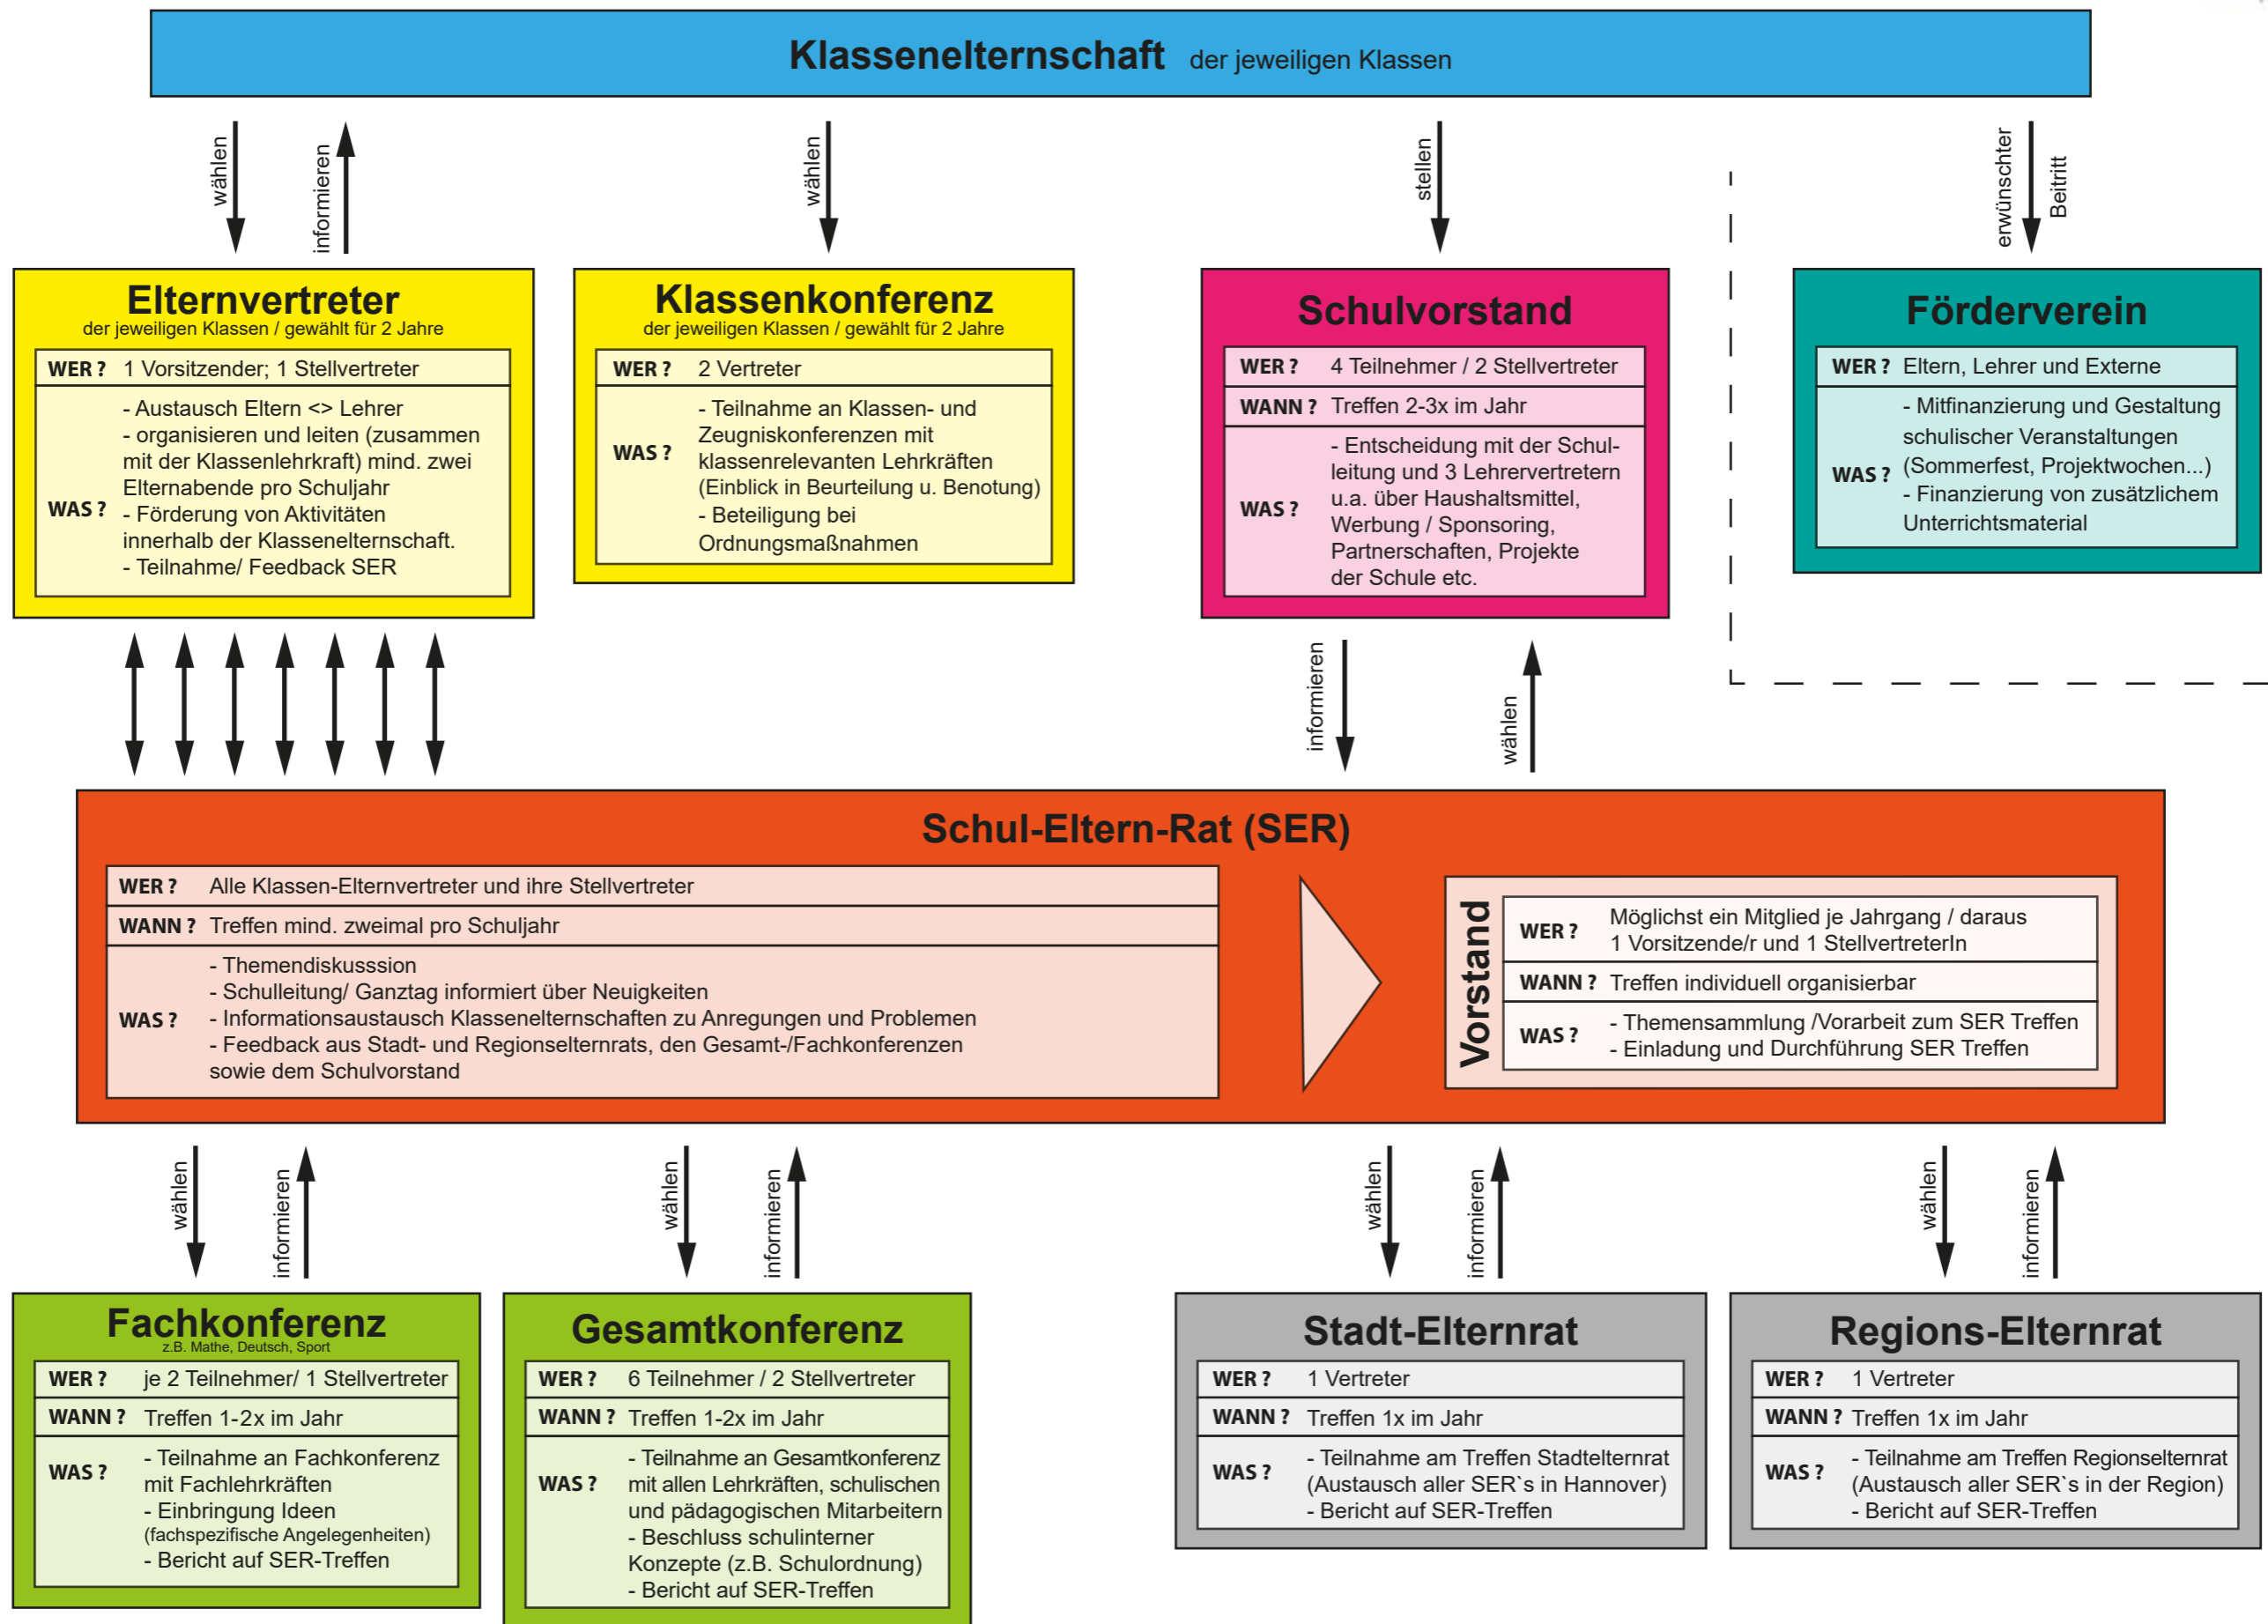 Klassenelternschaft der jeweiligen Klassen
wählen
informieren
wählen
stellen
erwünschter
Beitritt
Elternvertreter
der jeweiligen Klassen / gewählt für 2 Jahre
WER ? 1 Vorsitzender; 1 Stellvertreter
WAS ?
- Austausch Eltern <> Lehrer
- organisieren und leiten (zusammen
mit der Klassenlehrkraft) mind. zwei
Elternabende pro Schuljahr
- Förderung von Aktivitäten
innerhalb der Klassenelternschaft.
- Teilnahme/ Feedback SER
Klassenkonferenz
der jeweiligen Klassen / gewählt für 2 Jahre
WER ? 2 Vertreter
WAS ?
- Teilnahme an Klassen- und
Zeugniskonferenzen mit
klassenrelevanten Lehrkräften
(Einblick in Beurteilung u. Benotung)
- Beteiligung bei
Ordnungsmaßnahmen
Schulvorstand
WER ? 4 Teilnehmer / 2 Stellvertreter
WANN ? Treffen 2-3x im Jahr
WAS ?
- Entscheidung mit der Schul-
leitung und 3 Lehrervertretern
u.a. über Haushaltsmittel,
Werbung / Sponsoring,
Partnerschaften, Projekte
der Schule etc.
Förderverein
WER ? Eltern, Lehrer und Externe
WAS ?
- Mitfinanzierung und Gestaltung
schulischer Veranstaltungen
(Sommerfest, Projektwochen...)
- Finanzierung von zusätzlichem
Unterrichtsmaterial
informieren
wählen
Schul-Eltern-Rat (SER)
WER ? Alle Klassen-Elternvertreter und ihre Stellvertreter
WANN ? Treffen mind. zweimal pro Schuljahr
WAS ?
- Themendiskusssion
- Schulleitung/ Ganztag informiert über Neuigkeiten
- Informationsaustausch Klassenelternschaften zu Anregungen und Problemen
- Feedback aus Stadt- und Regionselternrats, den Gesamt-/Fachkonferenzen
sowie dem Schulvorstand
Vorstand
WER ?
Möglichst ein Mitglied je Jahrgang / daraus
1 Vorsitzende/r und 1 StellvertreterIn
WANN ? Treffen individuell organisierbar
WAS ?
- Themensammlung /Vorarbeit zum SER Treffen
- Einladung und Durchführung SER Treffen
wählen
informieren
wählen
informieren
wählen
informieren
wählen
informieren
Fachkonferenz
z.B. Mathe, Deutsch, Sport
WER ? je 2 Teilnehmer/ 1 Stellvertreter
WANN ? Treffen 1-2x im Jahr
WAS ?
- Teilnahme an Fachkonferenz
mit Fachlehrkräften
- Einbringung Ideen
(fachspezifische Angelegenheiten)
- Bericht auf SER-Treffen
Gesamtkonferenz
WER ? 6 Teilnehmer / 2 Stellvertreter
WANN ? Treffen 1-2x im Jahr
WAS ?
- Teilnahme an Gesamtkonferenz
mit allen Lehrkräften, schulischen
und pädagogischen Mitarbeitern
- Beschluss schulinterner
Konzepte (z.B. Schulordnung)
- Bericht auf SER-Treffen
Stadt-Elternrat
WER ? 1 Vertreter
WANN ? Treffen 1x im Jahr
WAS ?
- Teilnahme am Treffen Stadtelternrat
(Austausch aller SER`s in Hannover)
- Bericht auf SER-Treffen
Regions-Elternrat
WER ? 1 Vertreter
WANN ? Treffen 1x im Jahr
WAS ?
- Teilnahme am Treffen Regionselternrat
(Austausch aller SER`s in der Region)
- Bericht auf SER-Treffen